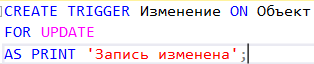 CREATE TRIGGER Изменение ON Объект
FOR UPDATE
AS PRINT 'Запись изменена';